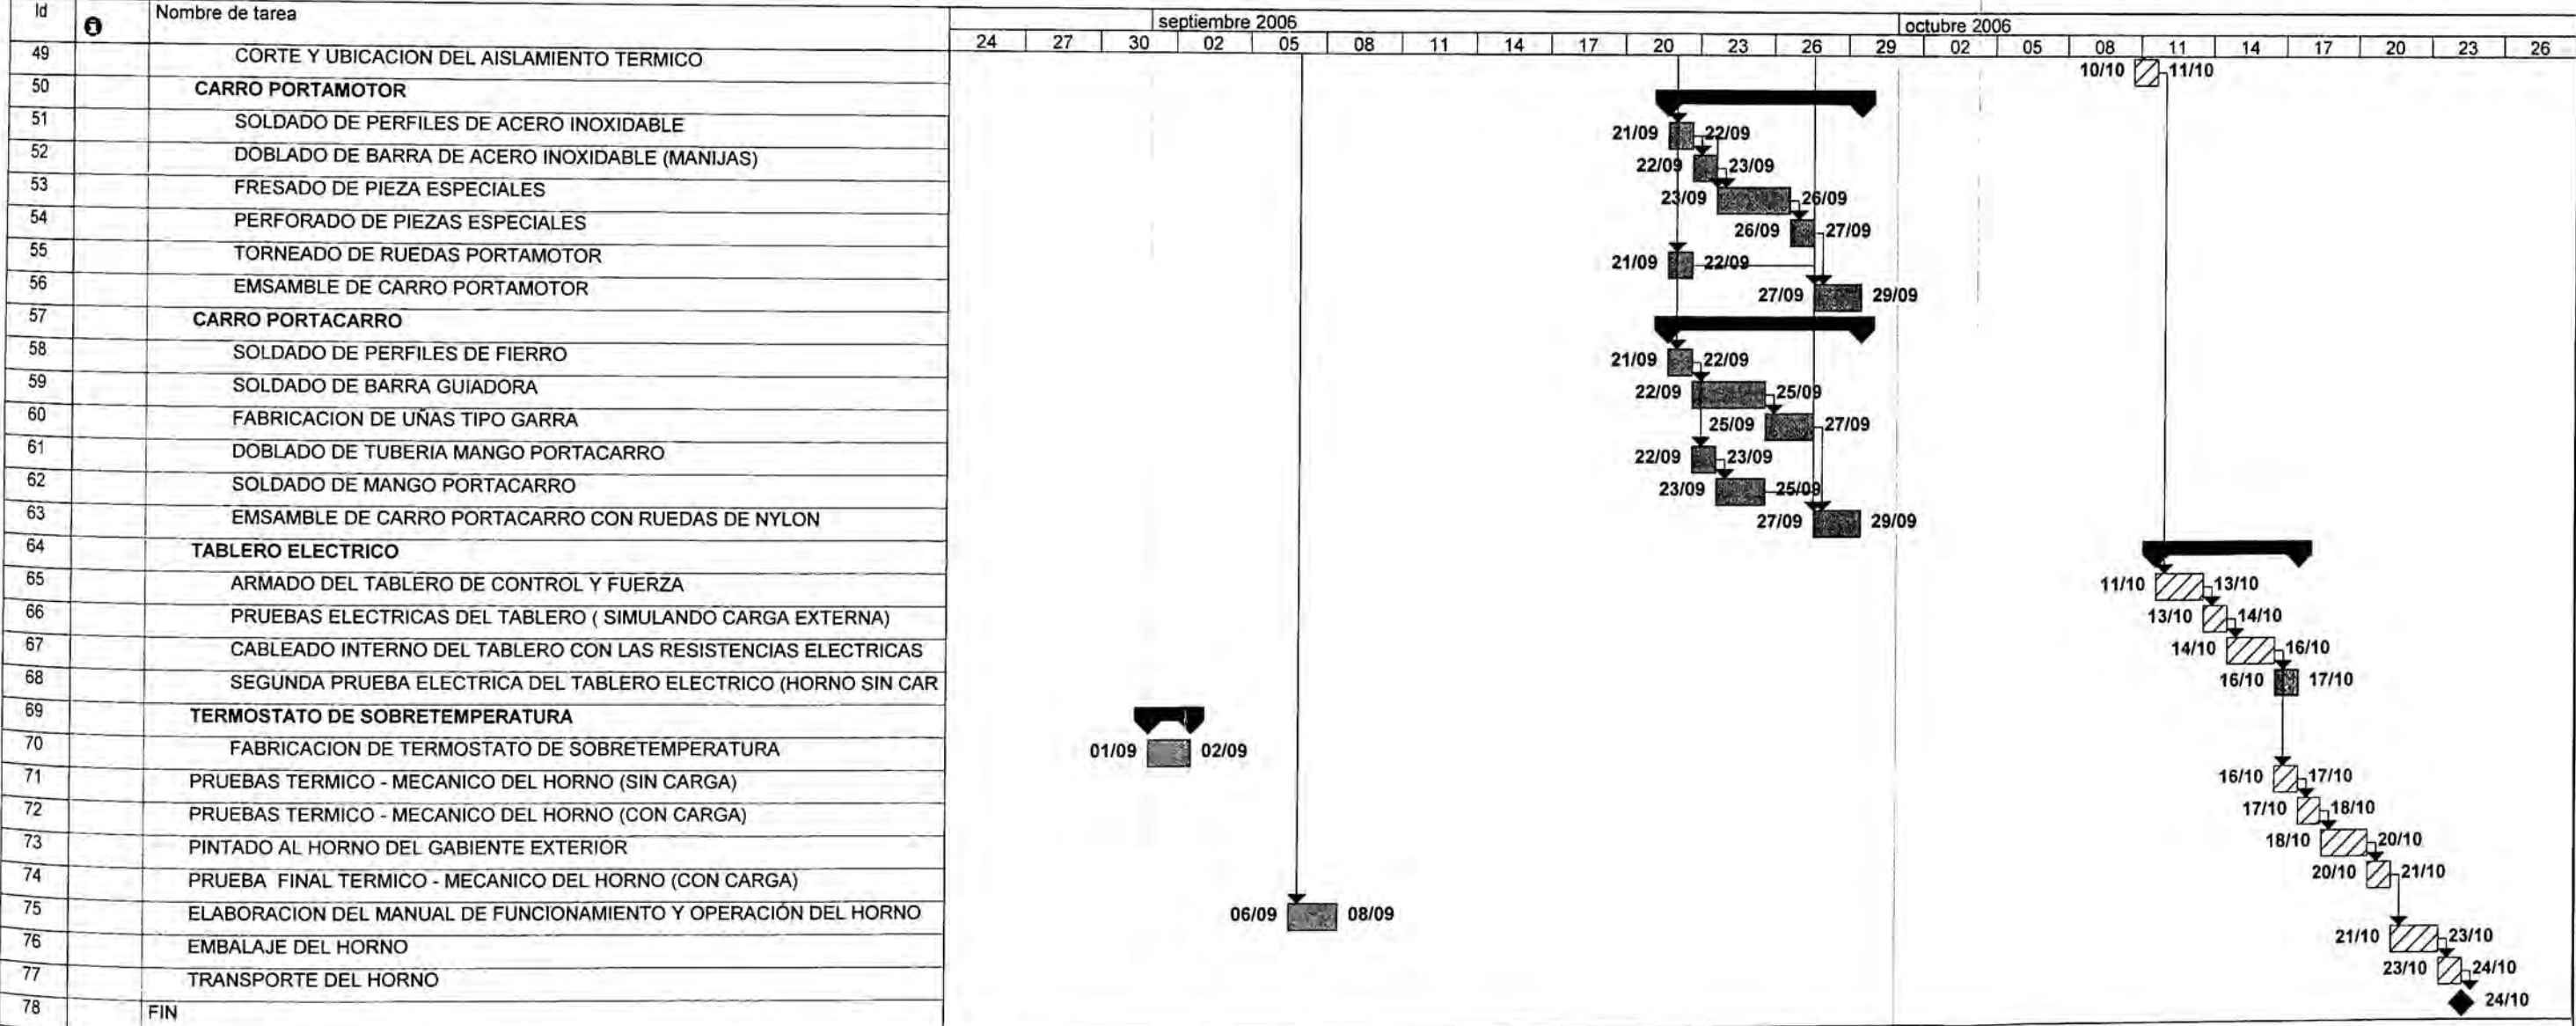 Id Nombre de tarea septiembre 2006 octubre 2006
24 27 30 02 05 08 11 14 17 20 23 26 29 02 05 08 11 14 17 20 23 26
49 CORTE Y UBICACION DEL AISLAMIENTO TERMICO 10/10 11/10
50 CARRO PORTAMOTOR
51 SOLDADO DE PERFILES DE ACERO INOXIDABLE 21/09 22/09
52 DOBLADO DE BARRA DE ACERO INOXIDABLE (MANIJAS) 22/09 23/09
53 FRESADO DE PIEZA ESPECIALES 23/09 26/09
54 PERFORADO DE PIEZAS ESPECIALES 26/09 27/09
55 TORNEADO DE RUEDAS PORTAMOTOR 21/09 22/09
56 EMSAMBLE DE CARRO PORTAMOTOR 27/09 29/09
57 CARRO PORTACARRO
58 SOLDADO DE PERFILES DE FIERRO 21/09 22/09
59 SOLDADO DE BARRA GUIADORA 22/09 25/09
60 FABRICACION DE UÑAS TIPO GARRA 25/09 27/09
61 DOBLADO DE TUBERIA MANGO PORTACARRO 22/09 23/09
62 SOLDADO DE MANGO PORTACARRO 23/09 25/09
63 EMSAMBLE DE CARRO PORTACARRO CON RUEDAS DE NYLON 27/09 29/09
64 TABLERO ELECTRICO
65 ARMADO DEL TABLERO DE CONTROL Y FUERZA 11/10 13/10
66 PRUEBAS ELECTRICAS DEL TABLERO ( SIMULANDO CARGA EXTERNA) 13/10 14/10
67 CABLEADO INTERNO DEL TABLERO CON LAS RESISTENCIAS ELECTRICAS 14/10 16/10
68 SEGUNDA PRUEBA ELECTRICA DEL TABLERO ELECTRICO (HORNO SIN CAR 16/10 17/10
69 TERMOSTATO DE SOBRETEMPERATURA
70 FABRICACION DE TERMOSTATO DE SOBRETEMPERATURA 01/09 02/09
71 PRUEBAS TERMICO - MECANICO DEL HORNO (SIN CARGA) 16/10 17/10
72 PRUEBAS TERMICO - MECANICO DEL HORNO (CON CARGA) 17/10 18/10
73 PINTADO AL HORNO DEL GABIENTE EXTERIOR 18/10 20/10
74 PRUEBA FINAL TERMICO - MECANICO DEL HORNO (CON CARGA) 20/10 21/10
75 ELABORACION DEL MANUAL DE FUNCIONAMIENTO Y OPERACIÓN DEL HORNO 06/09 08/09
76 EMBALAJE DEL HORNO 21/10 23/10
77 TRANSPORTE DEL HORNO 23/10 24/10
78 FIN 24/10